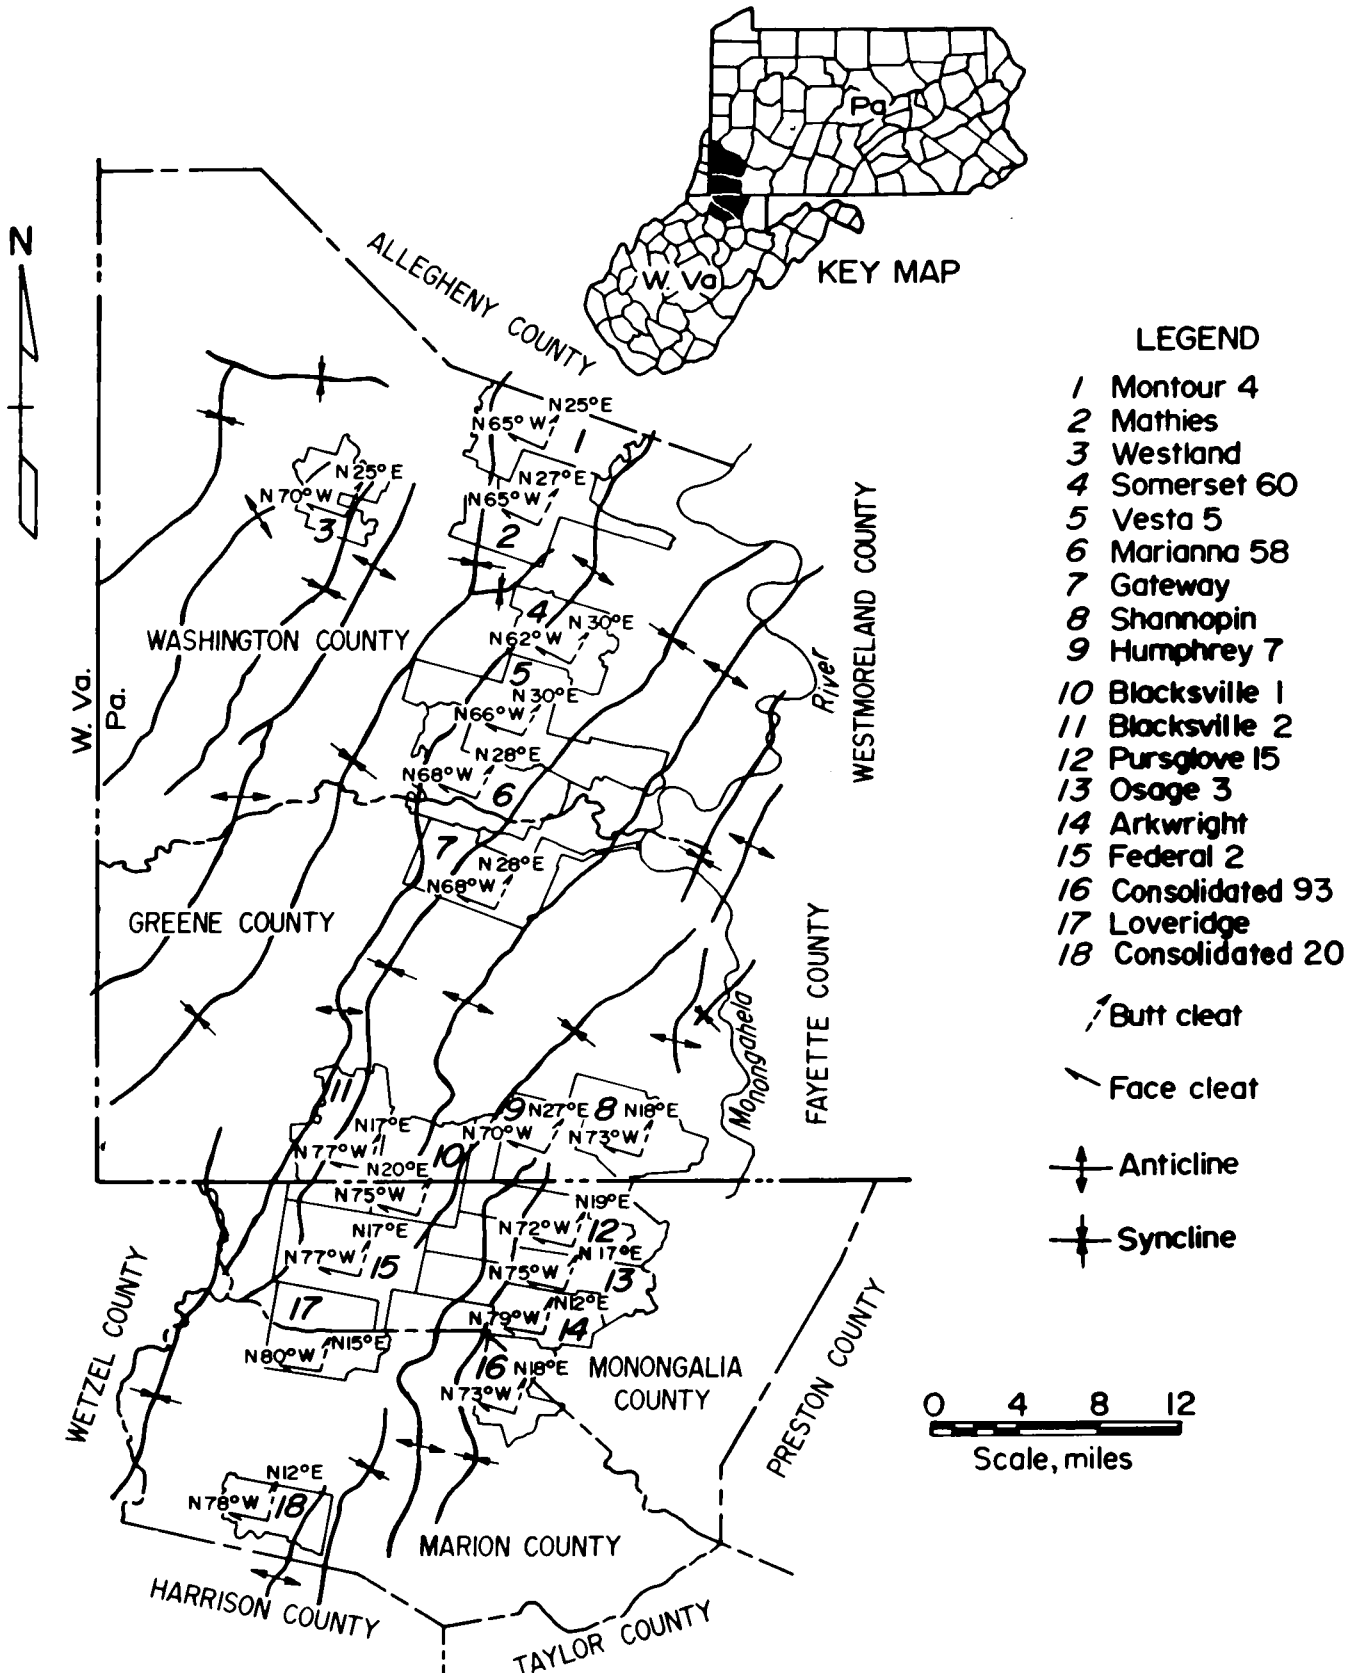 Pa
W. Va
KEY MAP
N
ALLEGHENY COUNTY
LEGEND
1 Montour 4
2 Mathies
3 Westland
4 Somerset 60
5 Vesta 5
6 Marianna 58
7 Gateway
8 Shannopin
9 Humphrey 7
10 Blacksville 1
11 Blacksville 2
12 Pursglove 15
13 Osage 3
14 Arkwright
15 Federal 2
16 Consolidated 93
17 Loveridge
18 Consolidated 20
Butt cleat
Face cleat
Anticline
Syncline
N25°E
N65°W
1
N25°E
N70°W
3
N27°E
N65°W
2
WESTMORELAND COUNTY
4
N30°E
N62°W
WASHINGTON COUNTY
5
River
N30°E
N66°W
W. Va.
Pa.
N28°E
N68°W
6
7
N28°E
N68°W
GREENE COUNTY
FAYETTE COUNTY
Monongahela
11
9
N27°E
8
N18°E
N17°E
N70°W
N73°W
N77°W
10
N20°E
N75°W
N19°E
N72°W
12
N17°E
N77°W
15
N17°E
N75°W
13
17
N12°E
N79°W
14
N15°E
N80°W
16
N18°E
N73°W
MONONGALIA
COUNTY
WETZEL COUNTY
PRESTON COUNTY
0 4 8 12
Scale, miles
N12°E
N78°W
18
MARION COUNTY
HARRISON COUNTY
TAYLOR COUNTY